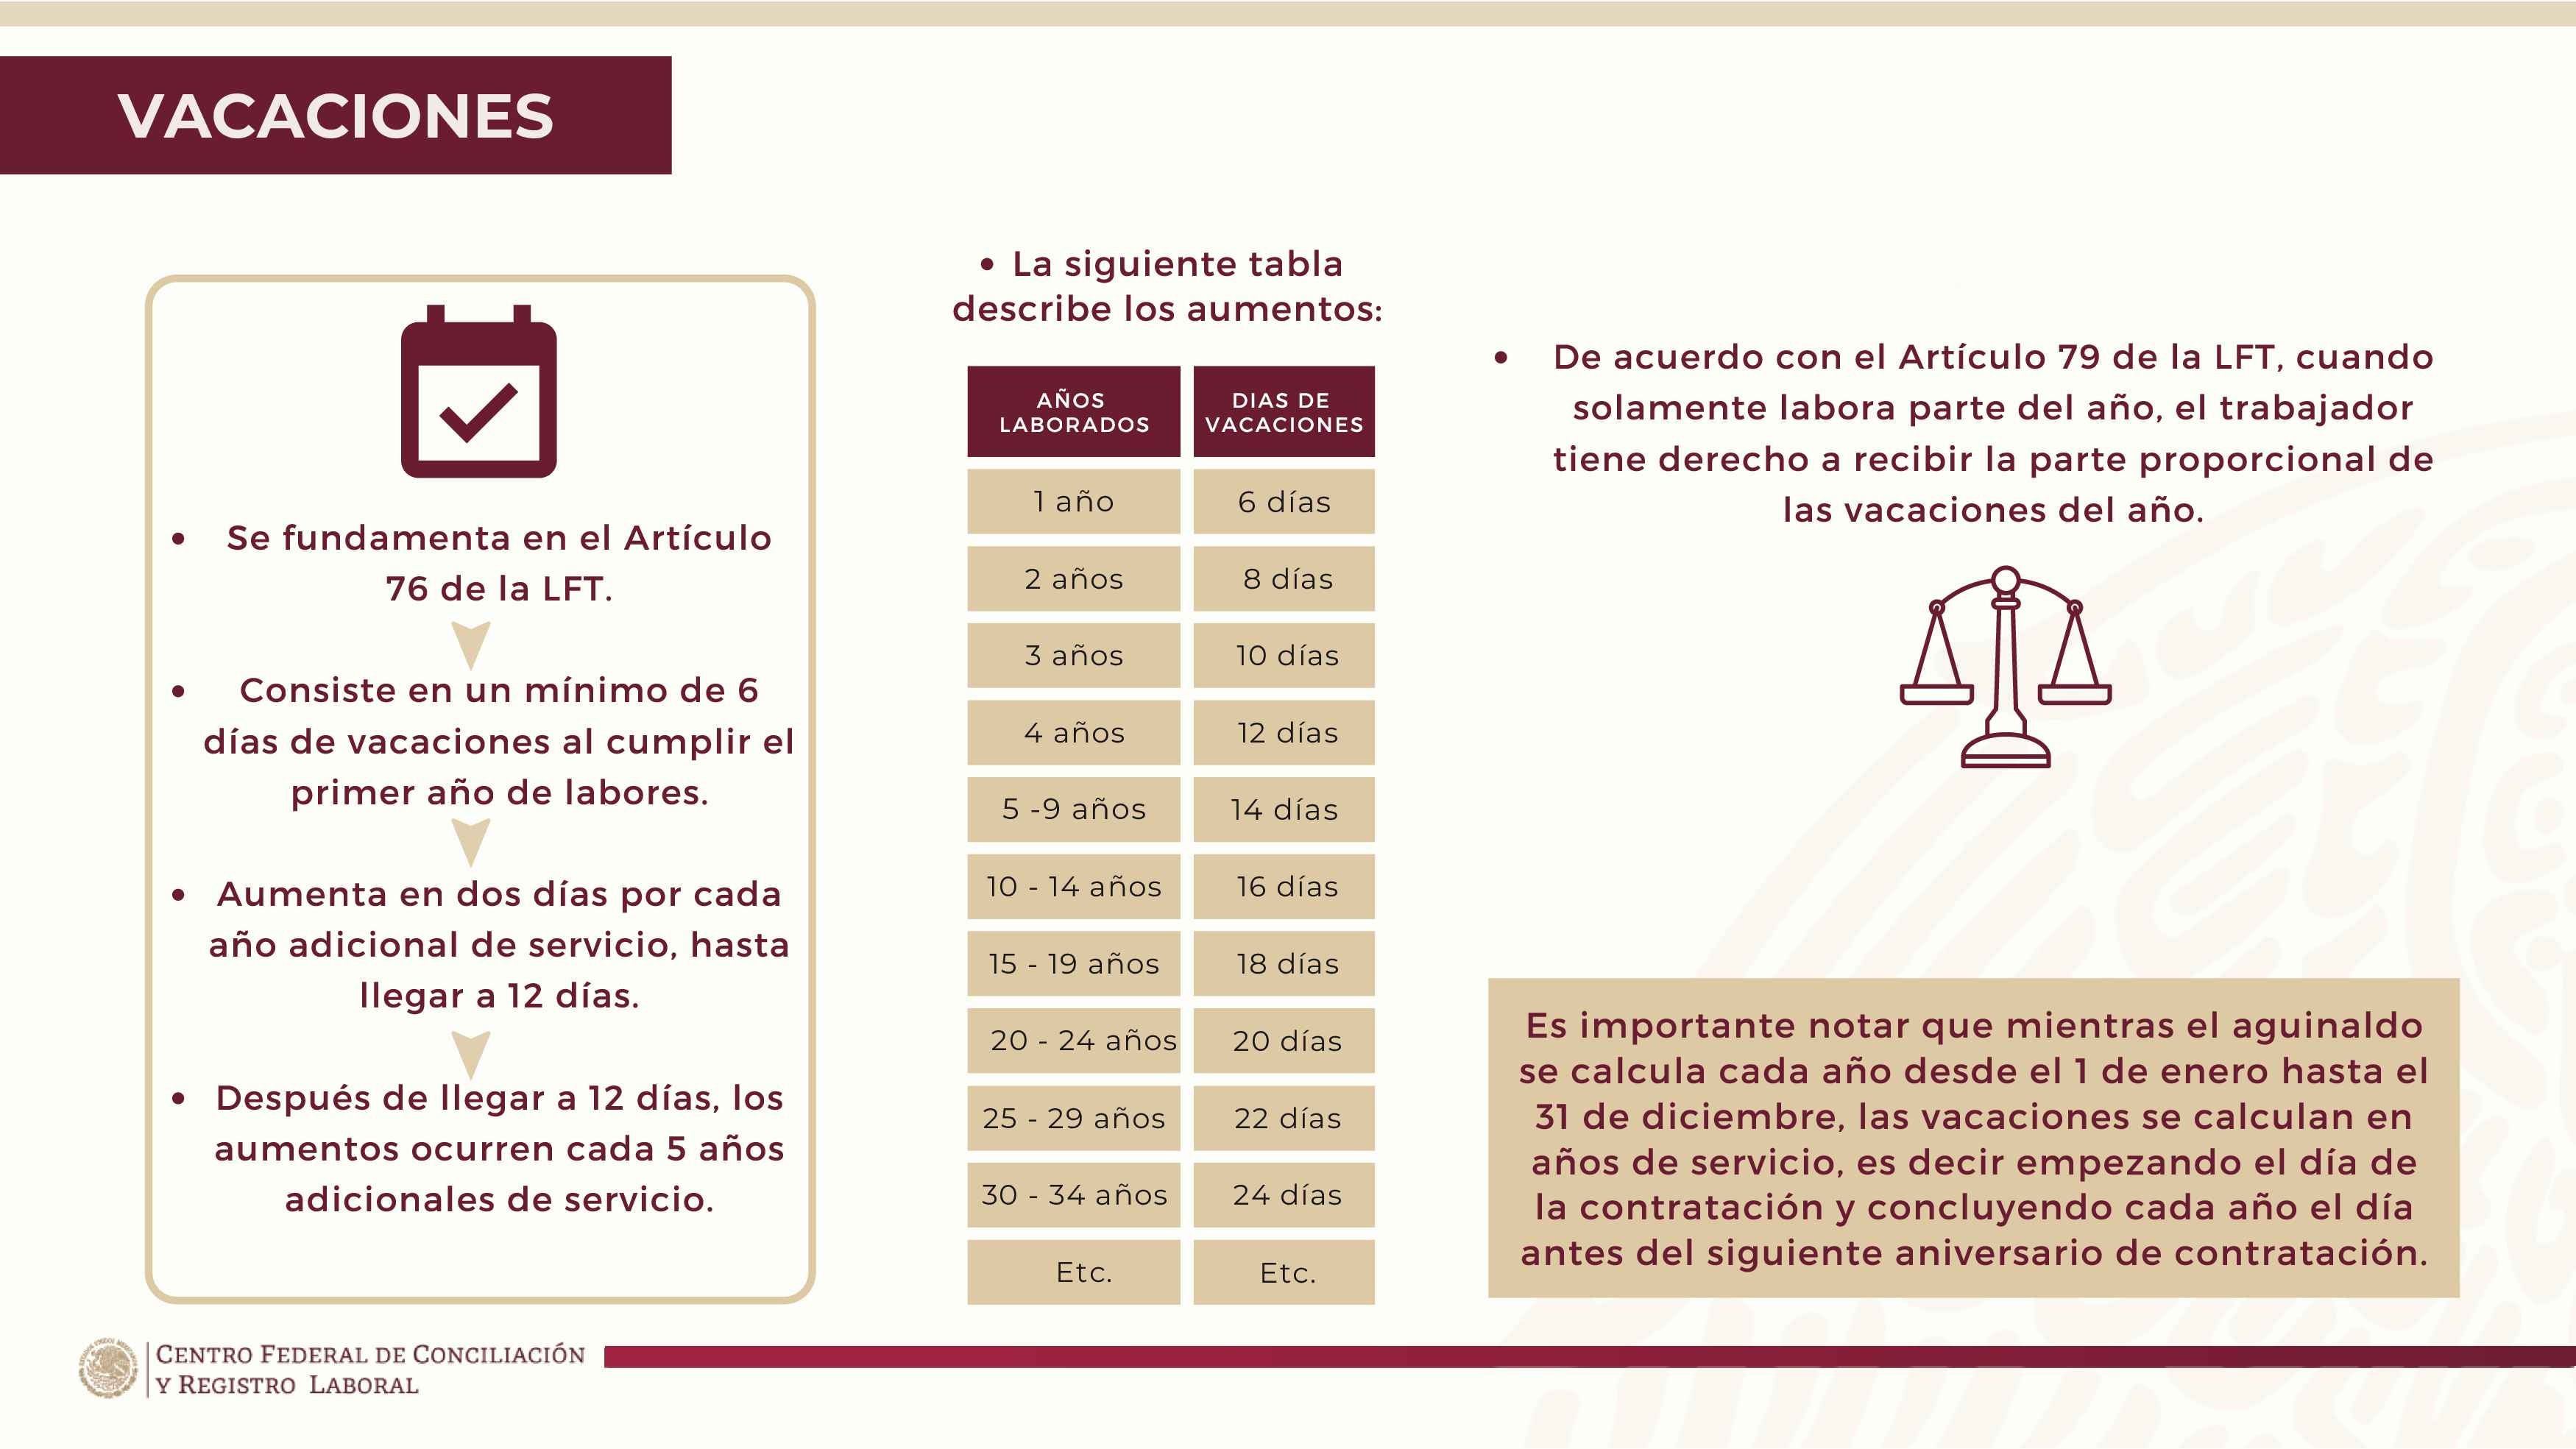 VACACIONES
• Se fundamenta en el Artículo
76 de la LFT.
• Consiste en un mínimo de 6
días de vacaciones al cumplir el
primer año de labores.
• Aumenta en dos días por cada
año adicional de servicio, hasta
llegar a 12 días.
• Después de llegar a 12 días, los
aumentos ocurren cada 5 años
adicionales de servicio.
• La siguiente tabla
describe los aumentos:
AÑOS LABORADOS DIAS DE VACACIONES
1 año 6 días
2 años 8 días
3 años 10 días
4 años 12 días
5 -9 años 14 días
10 - 14 años 16 días
15 - 19 años 18 días
20 - 24 años 20 días
25 - 29 años 22 días
30 - 34 años 24 días
Etc. Etc.
• De acuerdo con el Artículo 79 de la LFT, cuando
solamente labora parte del año, el trabajador
tiene derecho a recibir la parte proporcional de
las vacaciones del año.
Es importante notar que mientras el aguinaldo
se calcula cada año desde el 1 de enero hasta el
31 de diciembre, las vacaciones se calculan en
años de servicio, es decir empezando el día de
la contratación y concluyendo cada año el día
antes del siguiente aniversario de contratación.
CENTRO FEDERAL DE CONCILIACIÓN
Y REGISTRO LABORAL